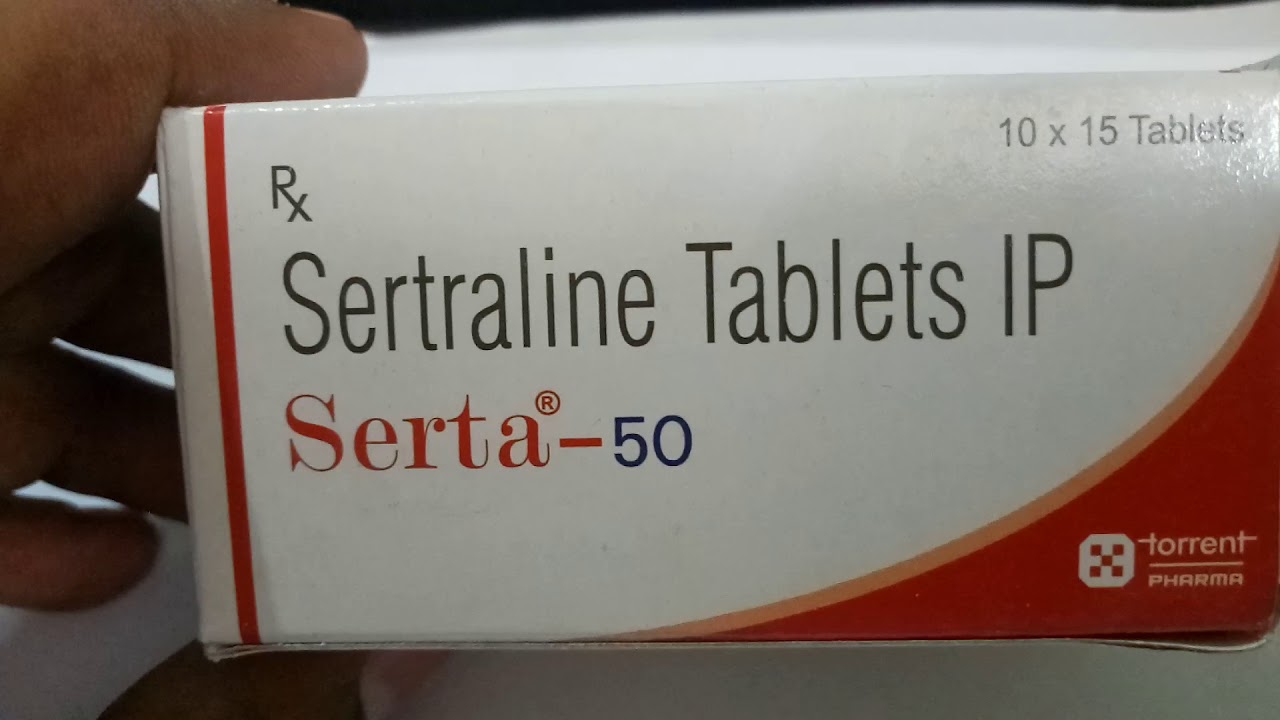 10 x 15 Tablets
Rx
Sertraline Tablets IP
Serta®-50
torrent
PHARMA